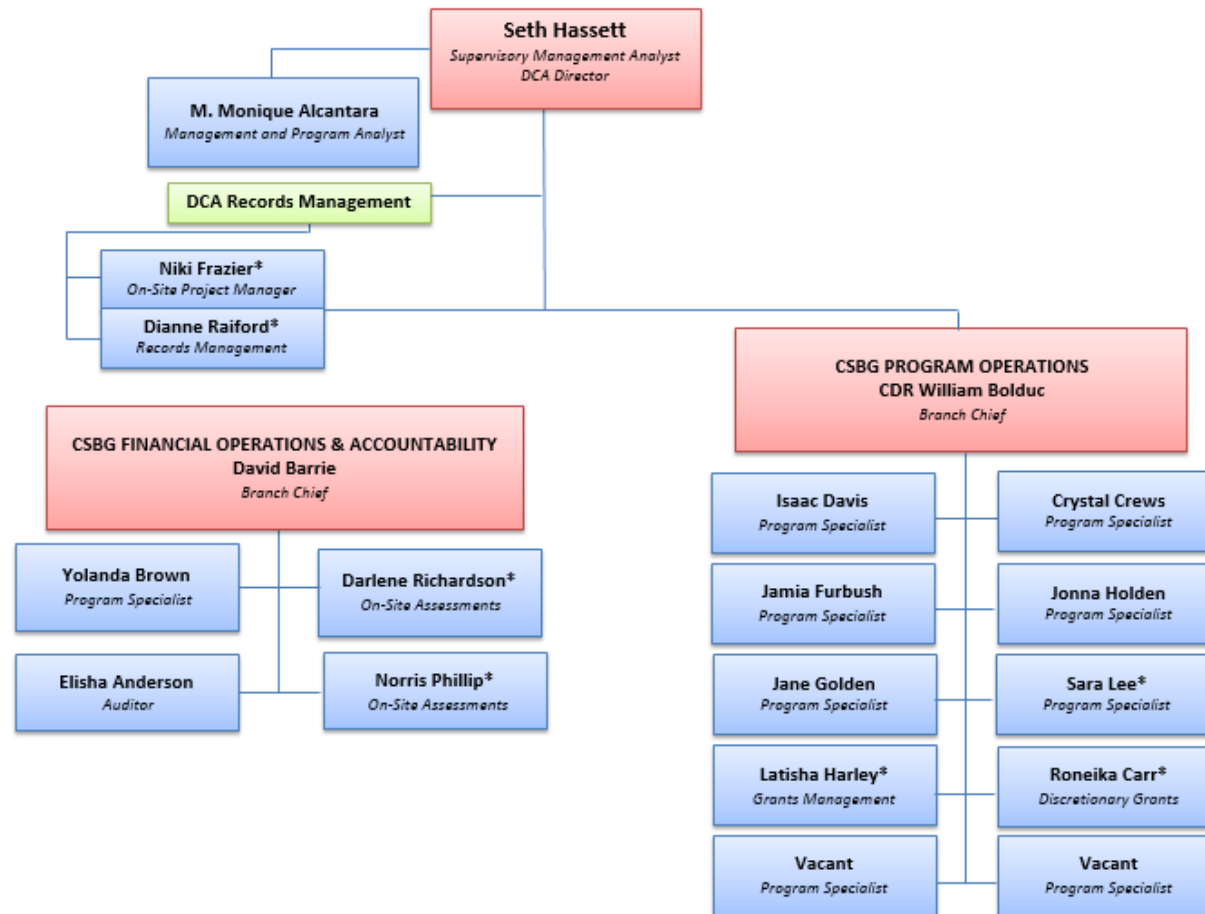 Seth Hassett
Supervisory Management Analyst
DCA Director
M. Monique Alcantara
Management and Program Analyst
DCA Records Management
Niki Frazier*
On-Site Project Manager
Dianne Raiford*
Records Management
CSBG FINANCIAL OPERATIONS & ACCOUNTABILITY
David Barrie
Branch Chief
Yolanda Brown
Program Specialist
Darlene Richardson*
On-Site Assessments
Elisha Anderson
Auditor
Norris Phillip*
On-Site Assessments
CSBG PROGRAM OPERATIONS
CDR William Bolduc
Branch Chief
Isaac Davis
Program Specialist
Crystal Crews
Program Specialist
Jamia Furbush
Program Specialist
Jonna Holden
Program Specialist
Jane Golden
Program Specialist
Sara Lee*
Program Specialist
Latisha Harley*
Grants Management
Roneika Carr*
Discretionary Grants
Vacant
Program Specialist
Vacant
Program Specialist